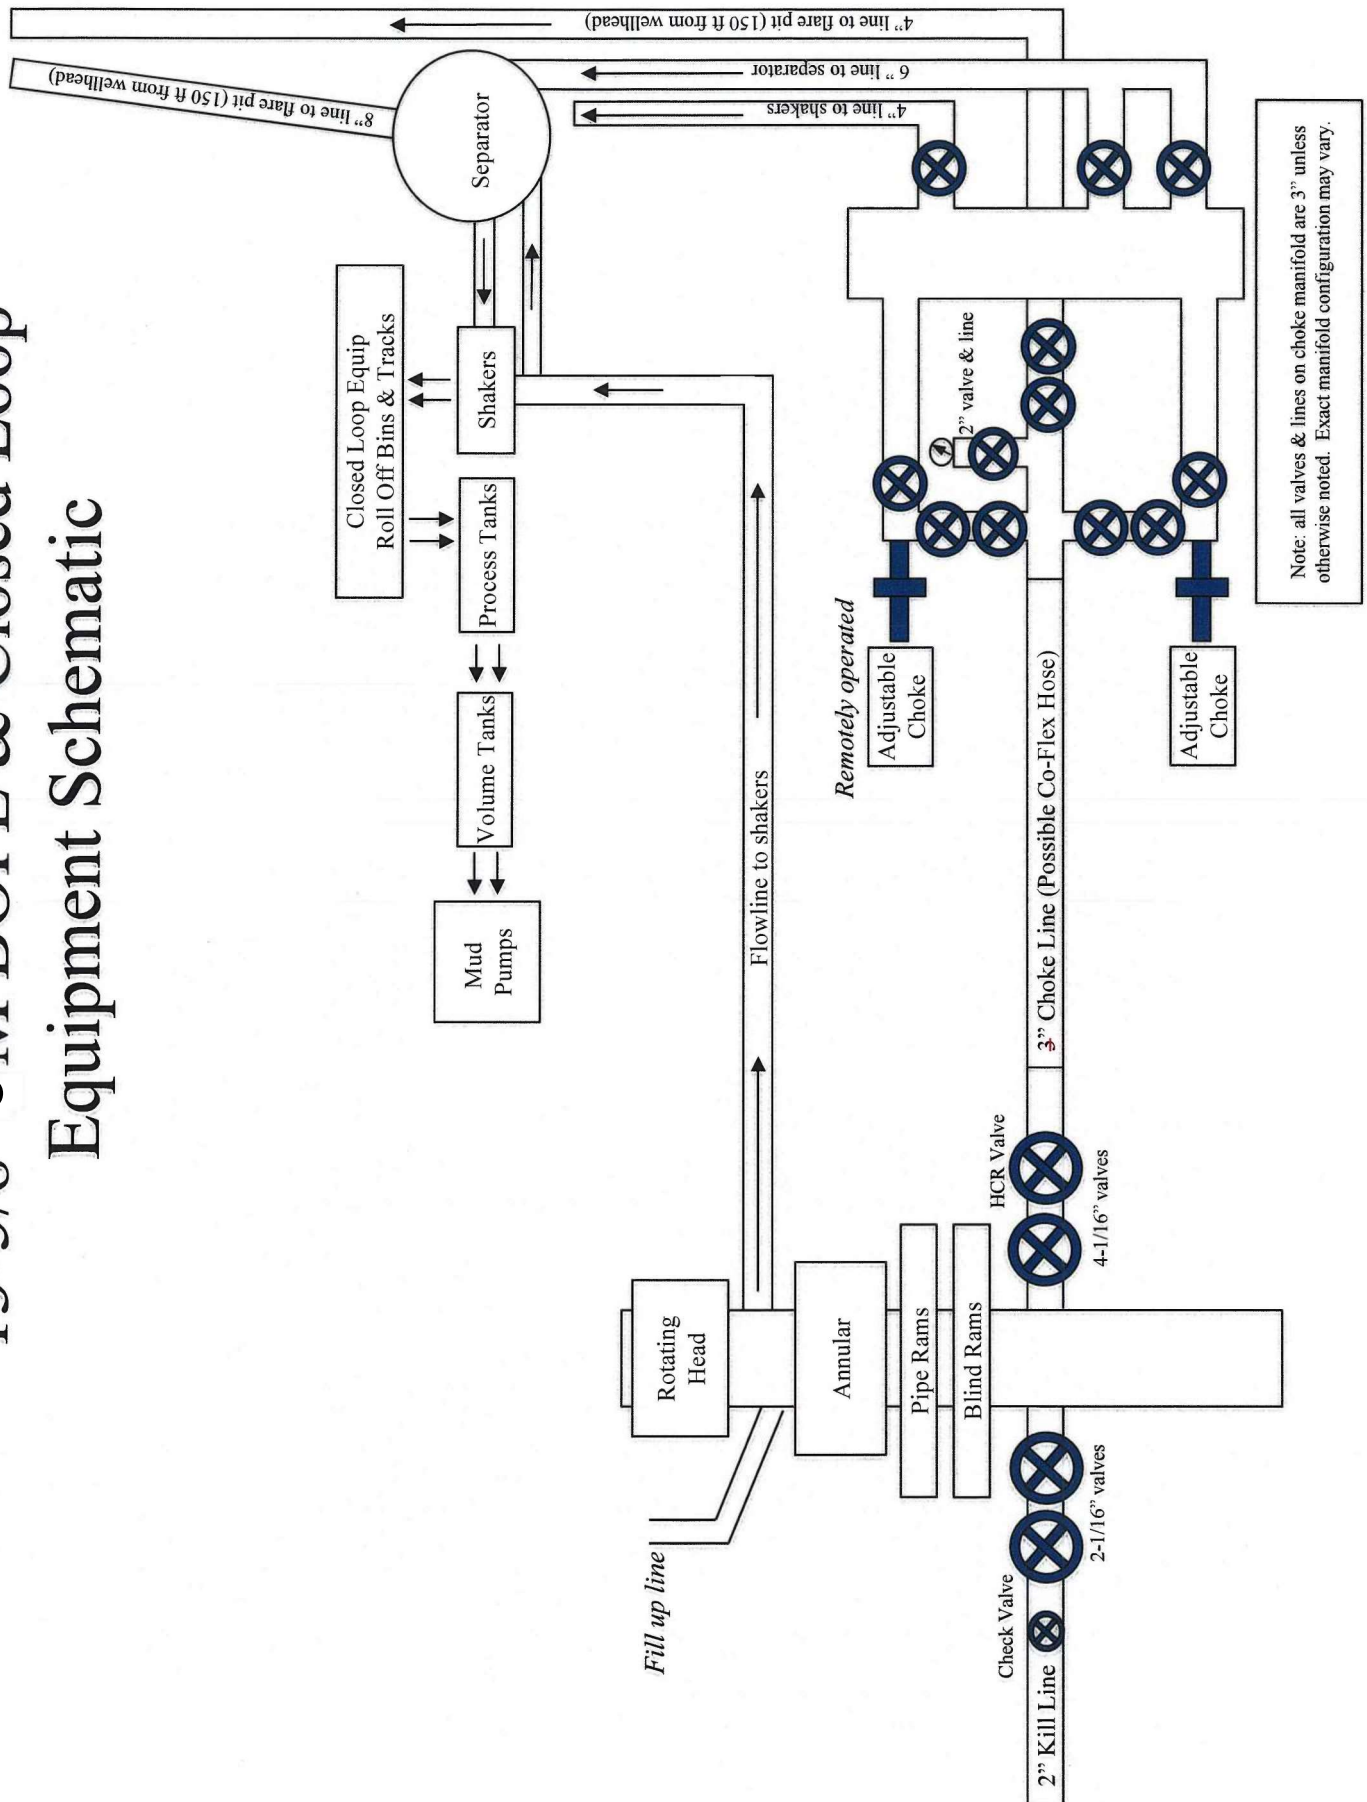 Equipment Schematic
4” line to flare pit (150 ft from wellhead)
8” line to flare pit (150 ft from wellhead)
6” line to separator
4” line to shakers
Separator
Closed Loop Equip
Roll Off Bins & Tracks
Shakers
Process Tanks
Volume Tanks
Mud
Pumps
Flowline to shakers
2” valve & line
Remotely operated
Adjustable
Choke
Adjustable
Choke
Note: all valves & lines on choke manifold are 3” unless
otherwise noted.  Exact manifold configuration may vary.
3” Choke Line (Possible Co-Flex Hose)
HCR Valve
4-1/16” valves
Rotating
Head
Annular
Pipe Rams
Blind Rams
Fill up line
2-1/16” valves
Check Valve
2” Kill Line